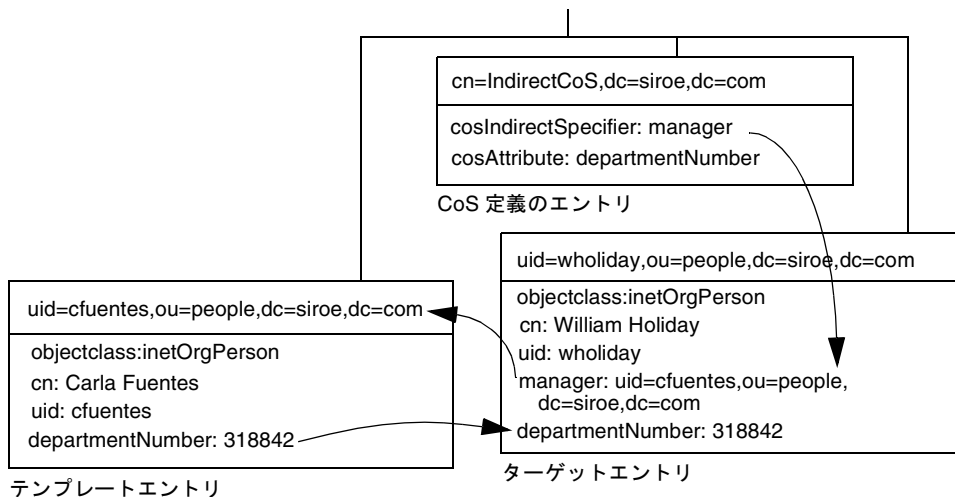 cn=IndirectCoS,dc=siroe,dc=com
cosIndirectSpecifier: manager
cosAttribute: departmentNumber
CoS 定義のエントリ
uid=wholiday,ou=people,dc=siroe,dc=com
objectclass:inetOrgPerson
cn: William Holiday
uid: wholiday
manager: uid=cfuentes,ou=people,
dc=siroe,dc=com
departmentNumber: 318842
ターゲットエントリ
uid=cfuentes,ou=people,dc=siroe,dc=com
objectclass:inetOrgPerson
cn: Carla Fuentes
uid: cfuentes
departmentNumber: 318842
テンプレートエントリ